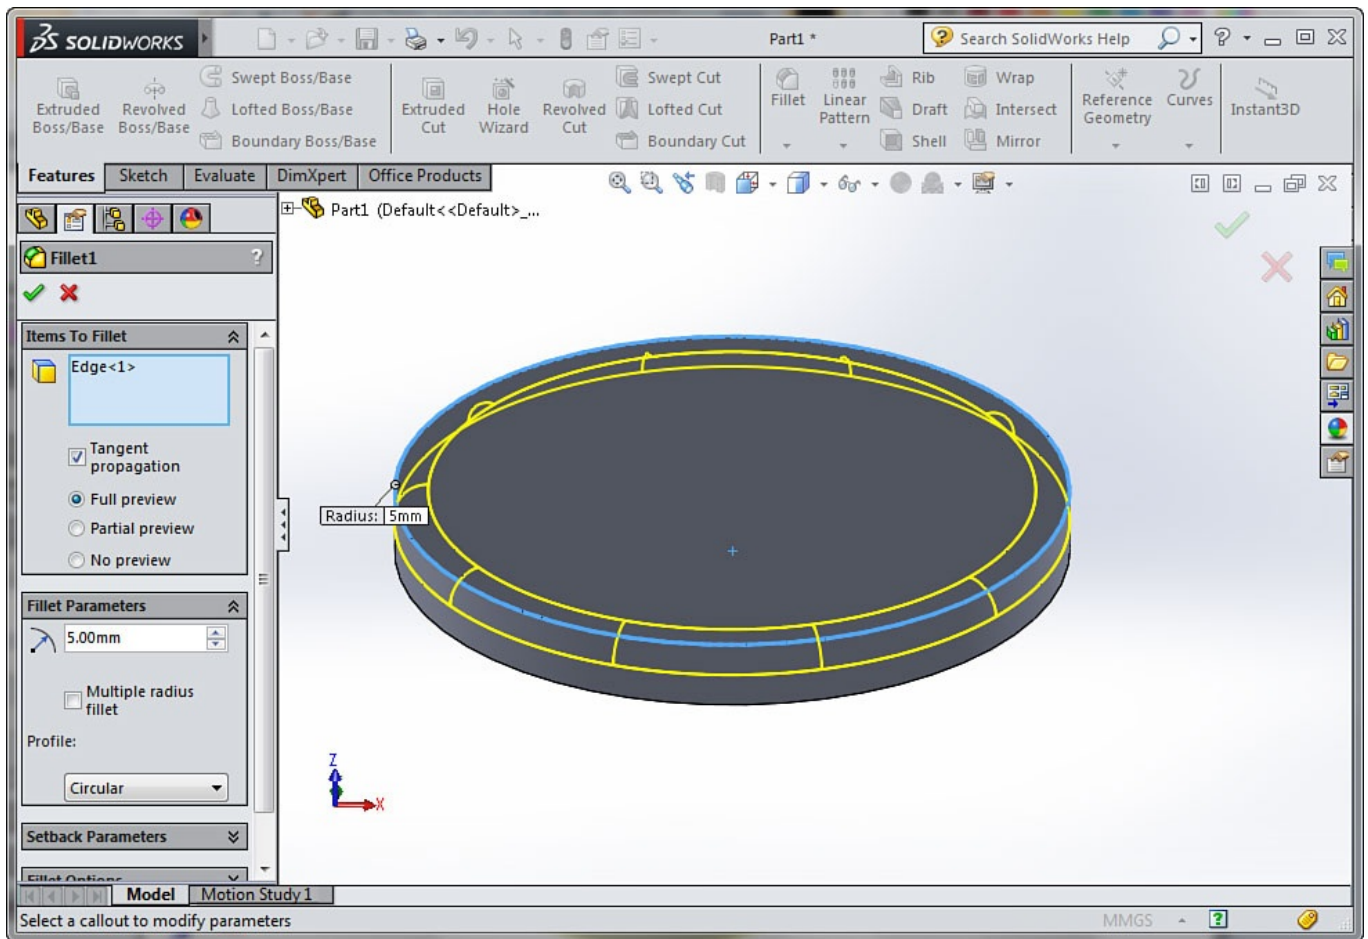 SOLIDWORKS
Part1 *
Search SolidWorks Help
Extruded Boss/Base
Revolved Boss/Base
Swept Boss/Base
Lofted Boss/Base
Boundary Boss/Base
Extruded Cut
Hole Wizard
Revolved Cut
Swept Cut
Lofted Cut
Boundary Cut
Fillet
Linear Pattern
Rib
Draft
Shell
Wrap
Intersect
Mirror
Reference Geometry
Curves
Instant3D
Features
Sketch
Evaluate
DimXpert
Office Products
Part1 (Default<<Default>_...
Fillet1
?
Items To Fillet
Edge<1>
Tangent
propagation
Full preview
Partial preview
No preview
Radius: 5mm
Fillet Parameters
5.00mm
Multiple radius
fillet
Profile:
Circular
Z
X
Setback Parameters
Fillet Options
Model
Motion Study 1
Select a callout to modify parameters
MMGS
?